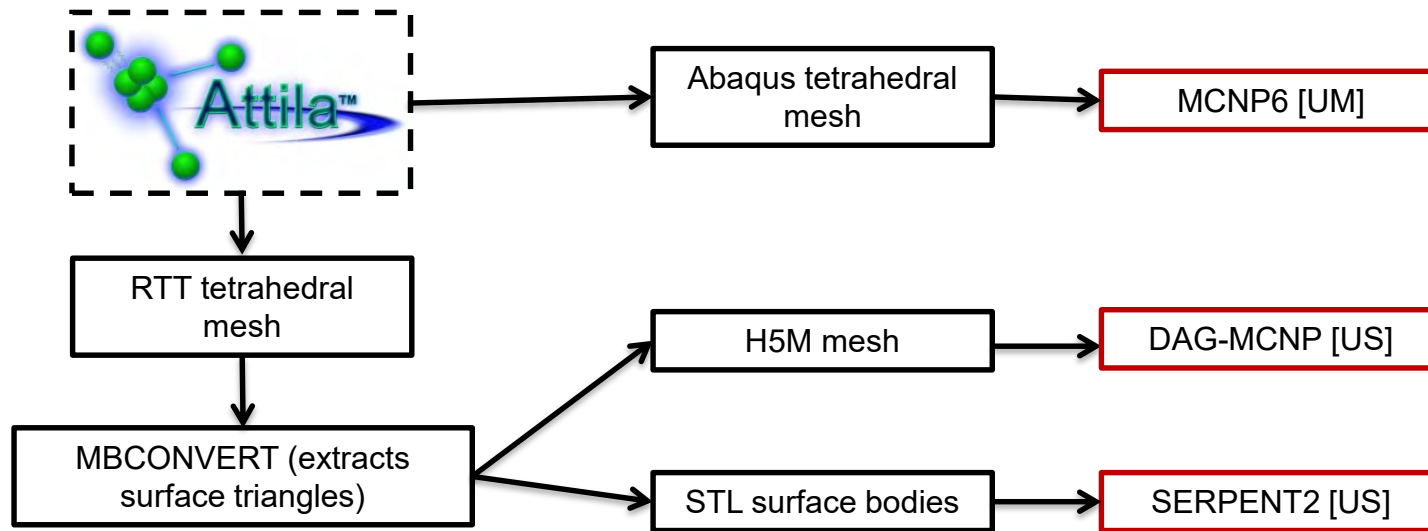 Attila™
Abaqus tetrahedral
mesh
MCNP6 [UM]
RTT tetrahedral
mesh
H5M mesh
DAG-MCNP [US]
MBCONVERT (extracts
surface triangles)
STL surface bodies
SERPENT2 [US]